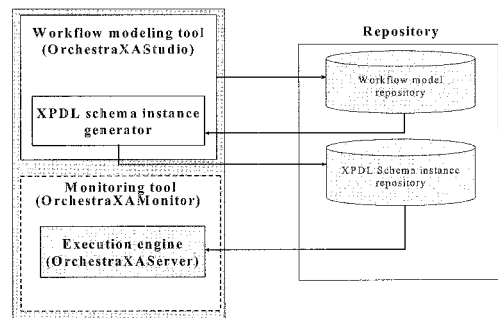 Workflow modeling tool
(OrchestraXAStudio)
XPDL schema instance
generator
Monitoring tool
(OrchestraXAMonitor)
Execution engine
(OrchestraXAServer)
Repository
Workflow model
repository
XPDL Schema instance
repository